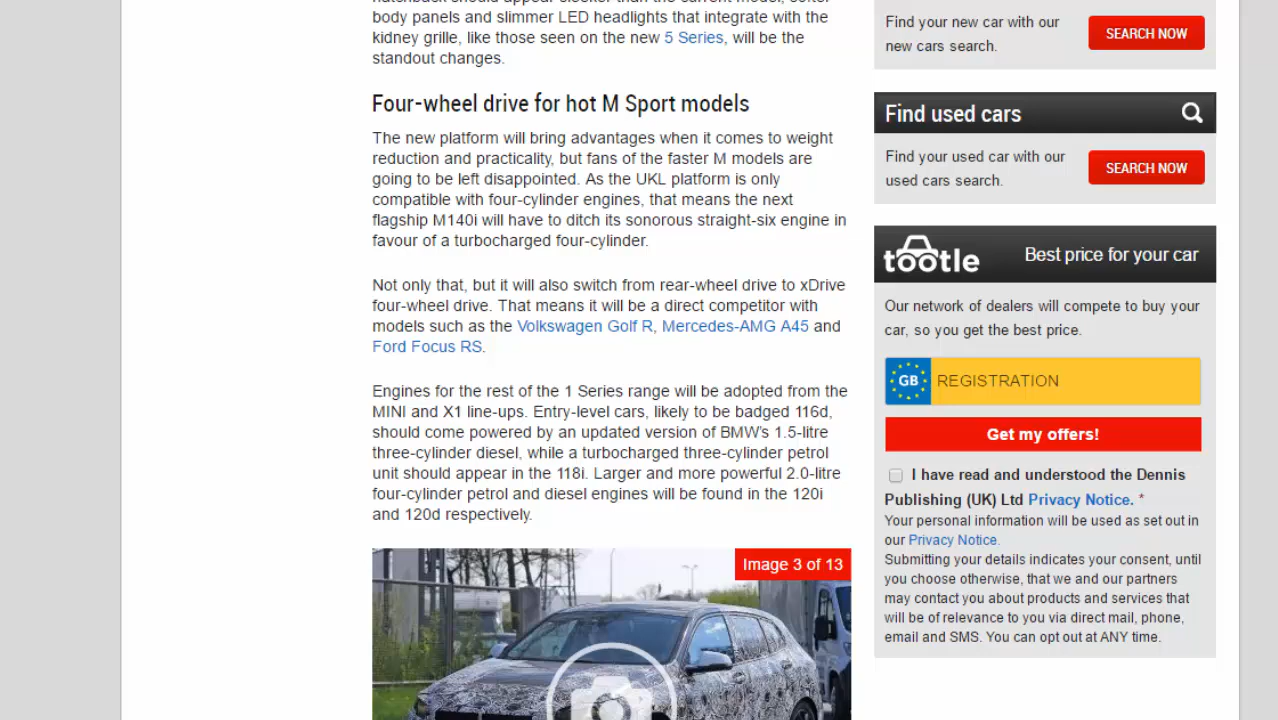 body panels and slimmer LED headlights that integrate with the
kidney grille, like those seen on the new 5 Series, will be the
standout changes.
Four-wheel drive for hot M Sport models
The new platform will bring advantages when it comes to weight
reduction and practicality, but fans of the faster M models are
going to be left disappointed. As the UKL platform is only
compatible with four-cylinder engines, that means the next
flagship M140i will have to ditch its sonorous straight-six engine in
favour of a turbocharged four-cylinder.
Not only that, but it will also switch from rear-wheel drive to xDrive
four-wheel drive. That means it will be a direct competitor with
models such as the Volkswagen Golf R, Mercedes-AMG A45 and
Ford Focus RS.
Engines for the rest of the 1 Series range will be adopted from the
MINI and X1 line-ups. Entry-level cars, likely to be badged 116d,
should come powered by an updated version of BMW's 1.5-litre
three-cylinder diesel, while a turbocharged three-cylinder petrol
unit should appear in the 118i. Larger and more powerful 2.0-litre
four-cylinder petrol and diesel engines will be found in the 120i
and 120d respectively.
Image 3 of 13
Find your new car with our
new cars search.
SEARCH NOW
Find used cars
Find your used car with our
used cars search.
SEARCH NOW
tootle Best price for your car
Our network of dealers will compete to buy your
car, so you get the best price.
GB REGISTRATION
Get my offers!
I have read and understood the Dennis
Publishing (UK) Ltd Privacy Notice. *
Your personal information will be used as set out in
our Privacy Notice.
Submitting your details indicates your consent, until
you choose otherwise, that we and our partners
may contact you about products and services that
will be of relevance to you via direct mail, phone,
email and SMS. You can opt out at ANY time.